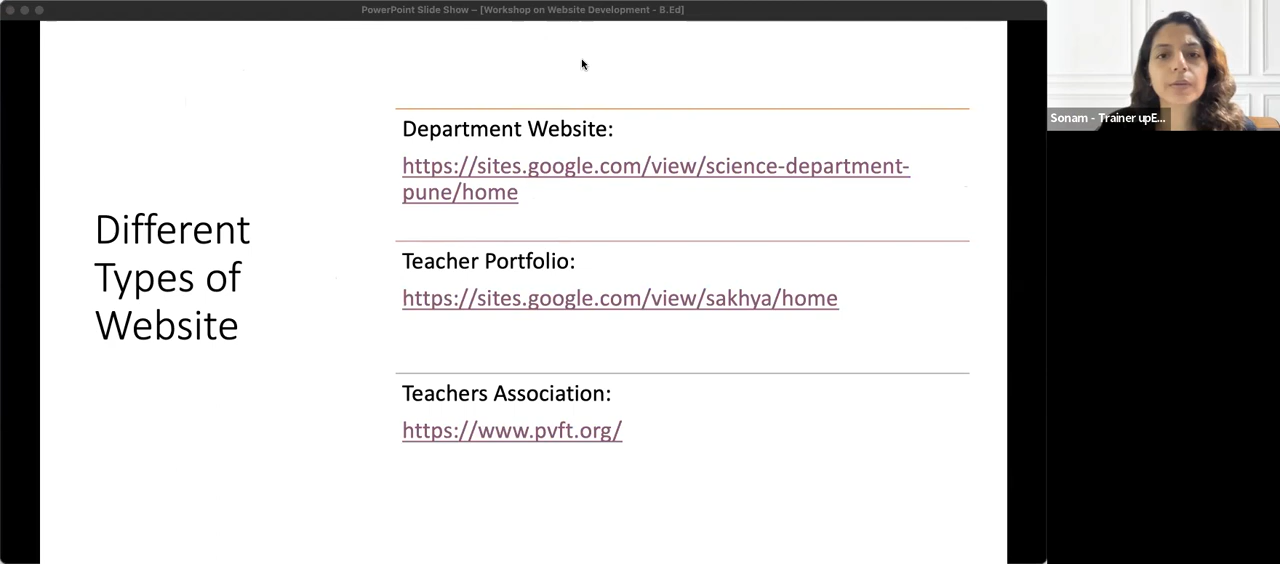 PowerPoint Slide Show – [Workshop on Website Development - B.Ed]
Different
Types of
Website
Department Website:
https://sites.google.com/view/science-department-
pune/home
Teacher Portfolio:
https://sites.google.com/view/sakhya/home
Teachers Association:
https://www.pvft.org/
Sonam - Trainer upE...